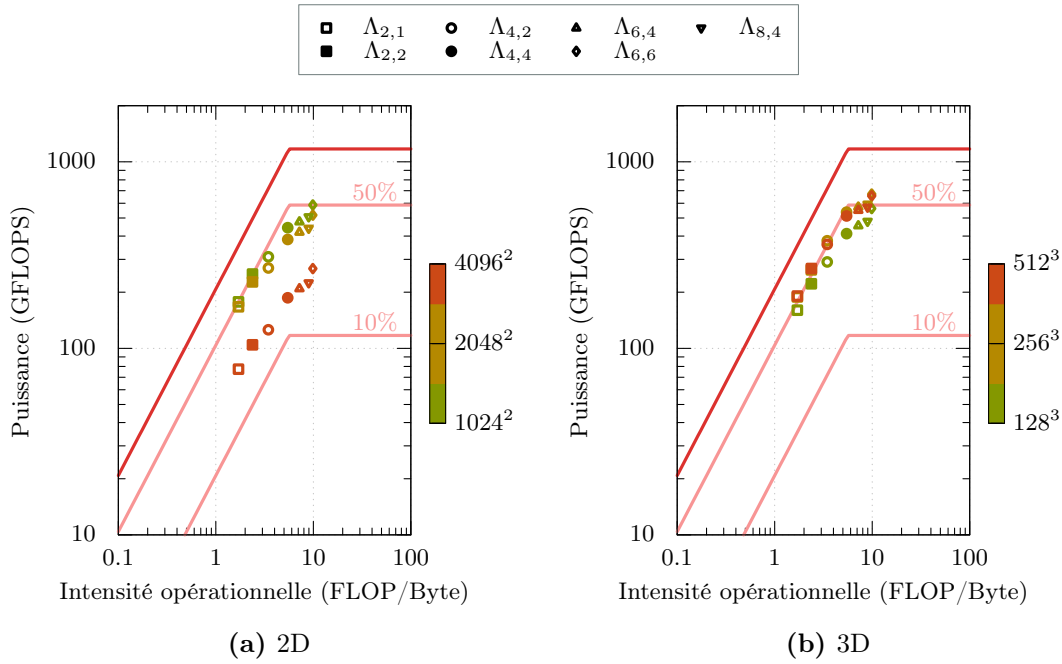 Λ2,1 Λ4,2 Λ6,4 Λ8,4
Λ2,2 Λ4,4 Λ6,6
Puissance (GFLOPS)
1000
100
10
50%
10%
0.1 1 10 100
Intensité opérationnelle (FLOP/Byte)
4096²
2048²
1024²
(a) 2D
Puissance (GFLOPS)
1000
100
10
50%
10%
0.1 1 10 100
Intensité opérationnelle (FLOP/Byte)
512³
256³
128³
(b) 3D